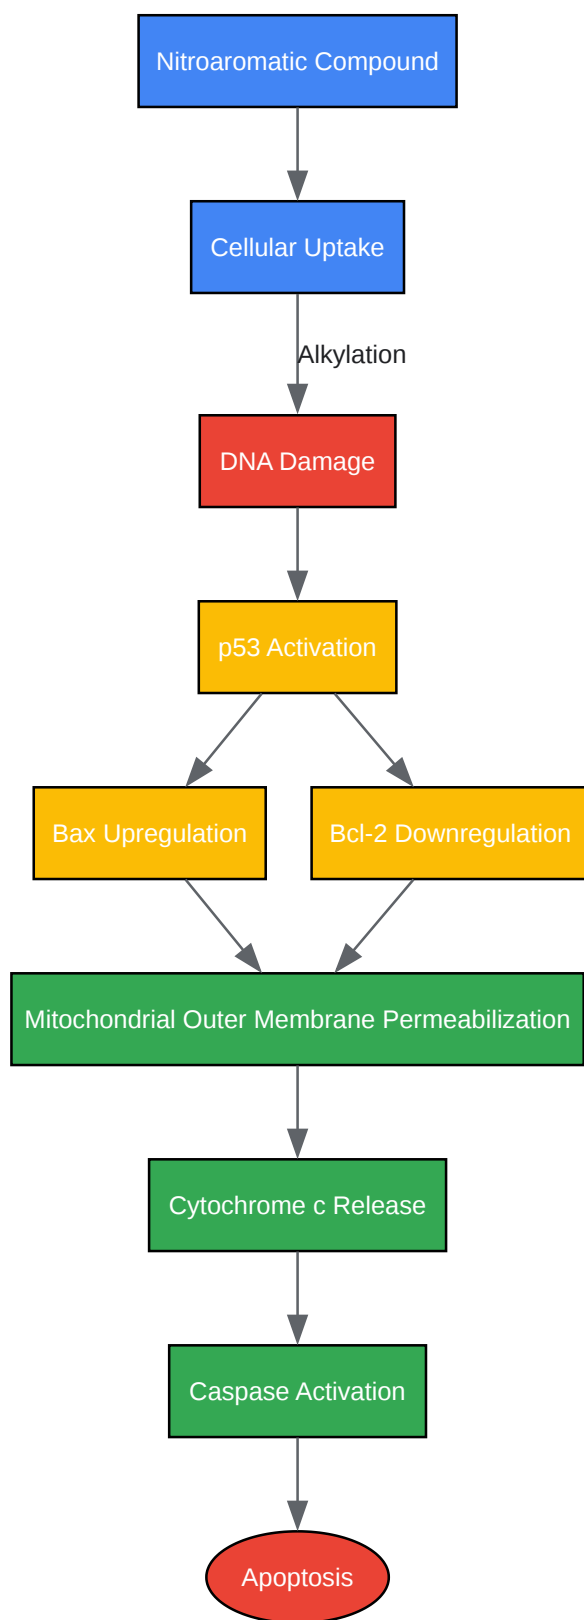 Nitroaromatic Compound
Cellular Uptake
Alkylation
DNA Damage
p53 Activation
Bax Upregulation
Bcl-2 Downregulation
Mitochondrial Outer Membrane Permeabilization
Cytochrome c Release
Caspase Activation
Apoptosis